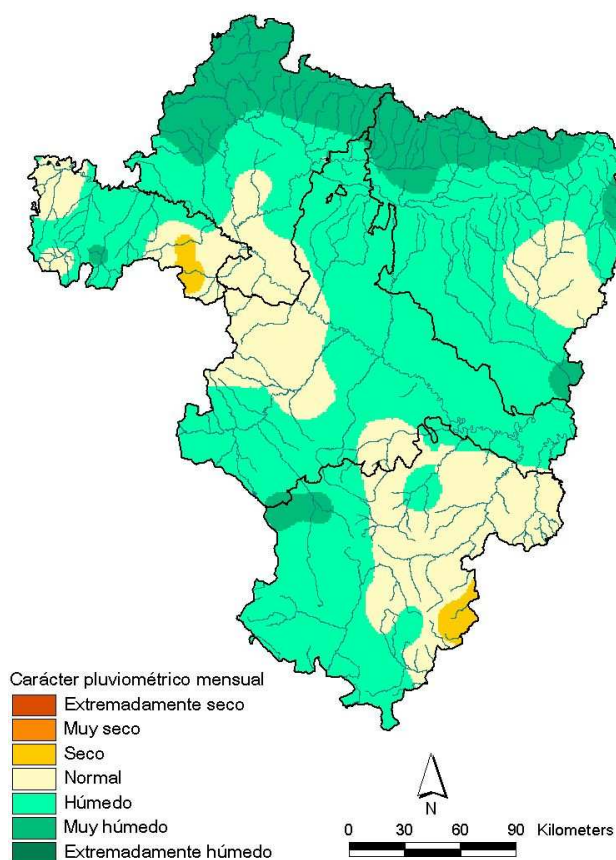 Carácter pluviométrico mensual
Extremadamente seco
Muy seco
Seco
Normal
Húmedo
Muy húmedo
Extremadamente húmedo
N
0 30 60 90 Kilometers